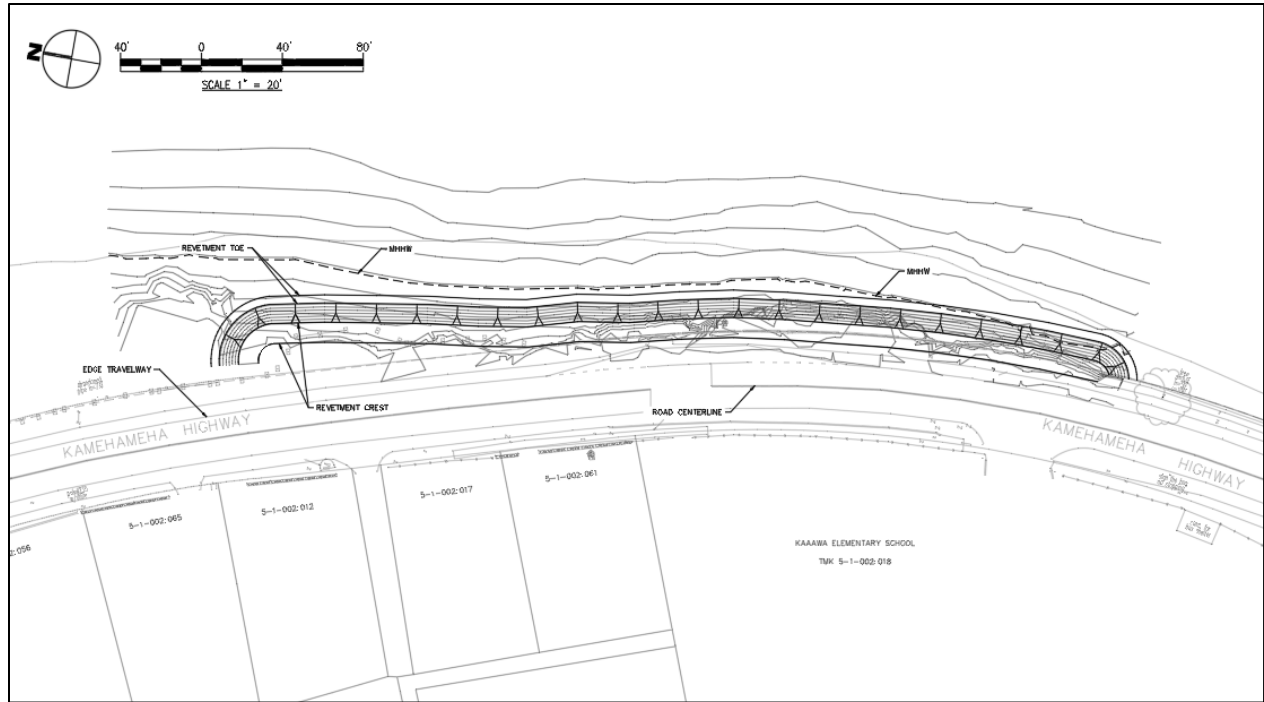 N
40' 0 40' 80'
SCALE 1" = 20'
REVETMENT TOE
MHHW
MHHW
EDGE TRAVELWAY
REVETMENT CREST
ROAD CENTERLINE
KAMEHAMEHA HIGHWAY
KAMEHAMEHA HIGHWAY
5-1-002:065
5-1-002:012
5-1-002:017
5-1-002:061
2:056
KAAAWA ELEMENTARY SCHOOL
TMK 5-1-002:018